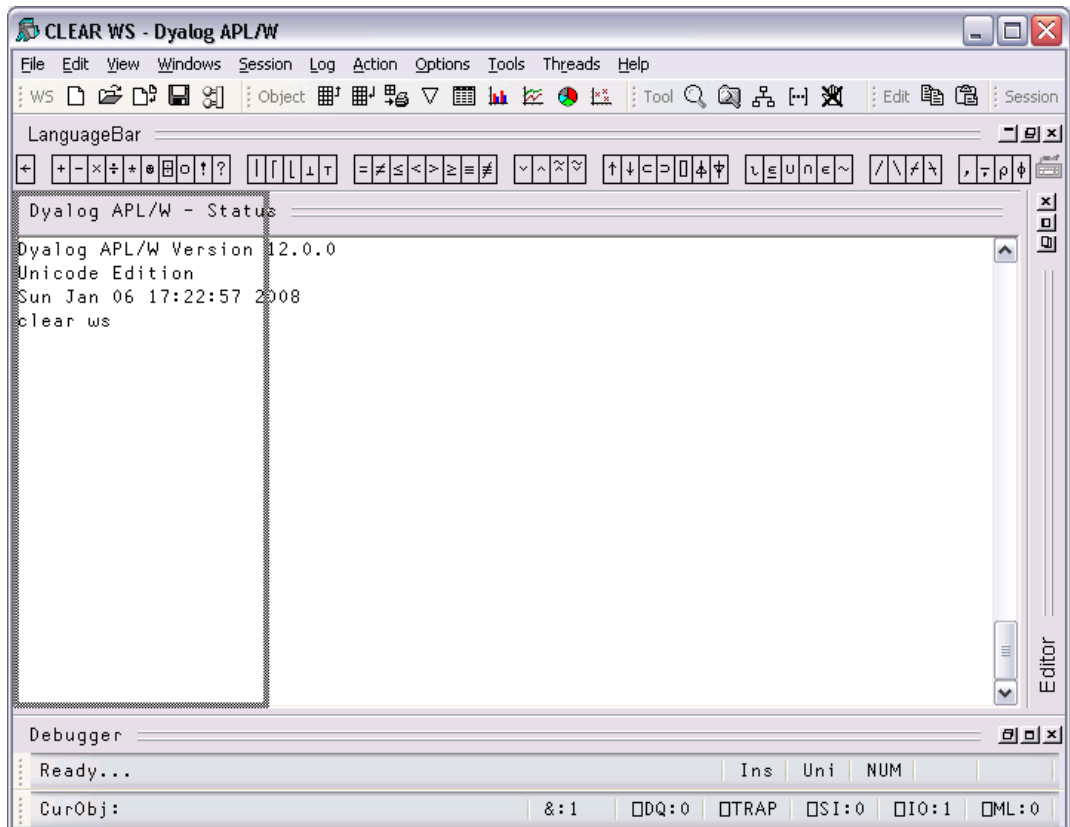 CLEAR WS - Dyalog APL/W
File Edit View Windows Session Log Action Options Tools Threads Help
WS Object Tool Edit Session
LanguageBar
← + - × ÷ * ⍟ ⌹ ○ ! ? | ⌈ ⌊ ⊥ ⊤ = ≠ ≤ < > ≥ ≡ ≢ ∨ ∧ ⍲ ⍱ ↑ ↓ ⊂ ⊃ ⌷ ⍋ ⍒ ⍳ ⍷ ∪ ∩ ∊ ~ / \ ⌿ ⍀ , ⍪ ⍴ ⌽
Dyalog APL/W - Status
Dyalog APL/W Version 12.0.0
Unicode Edition
Sun Jan 06 17:22:57 2008
clear ws
Editor
Debugger
Ready... Ins Uni NUM
CurObj: &:1 ⎕DQ:0 ⎕TRAP ⎕SI:0 ⎕IO:1 ⎕ML:0